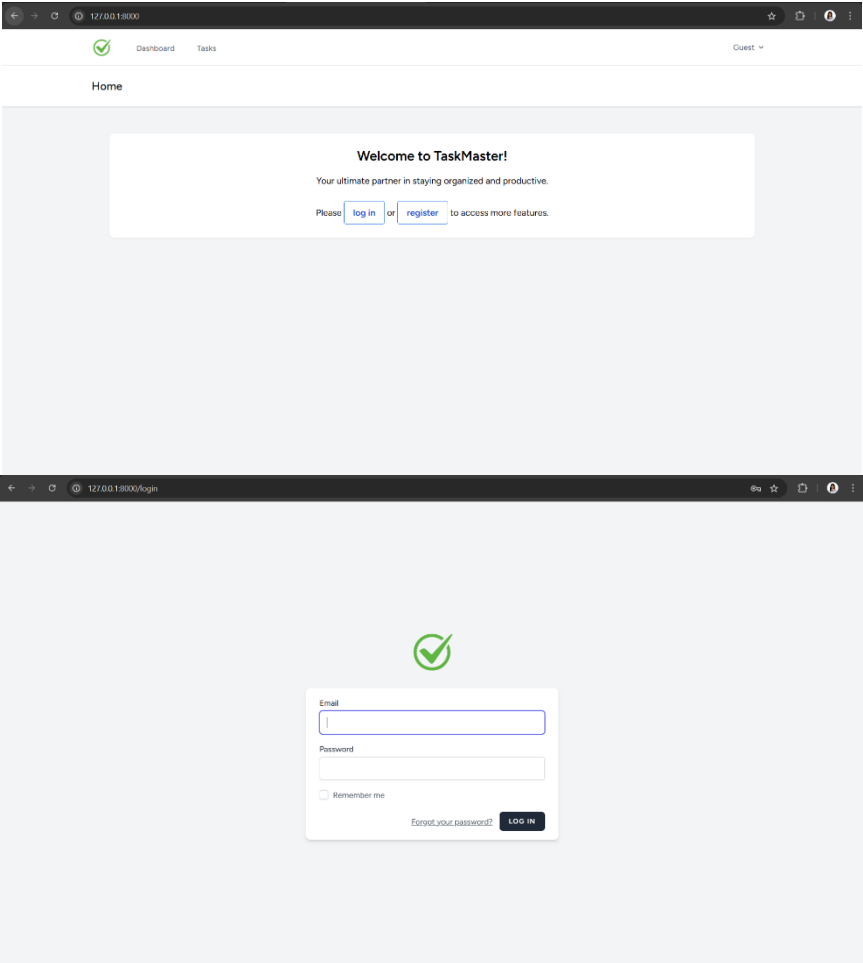 127.0.0.1:8000
Dashboard Tasks Guest
Home
Welcome to TaskMaster!
Your ultimate partner in staying organized and productive.
Please log in or register to access more features.
127.0.0.1:8000/login
Email
Password
Remember me
Forgot your password? LOG IN